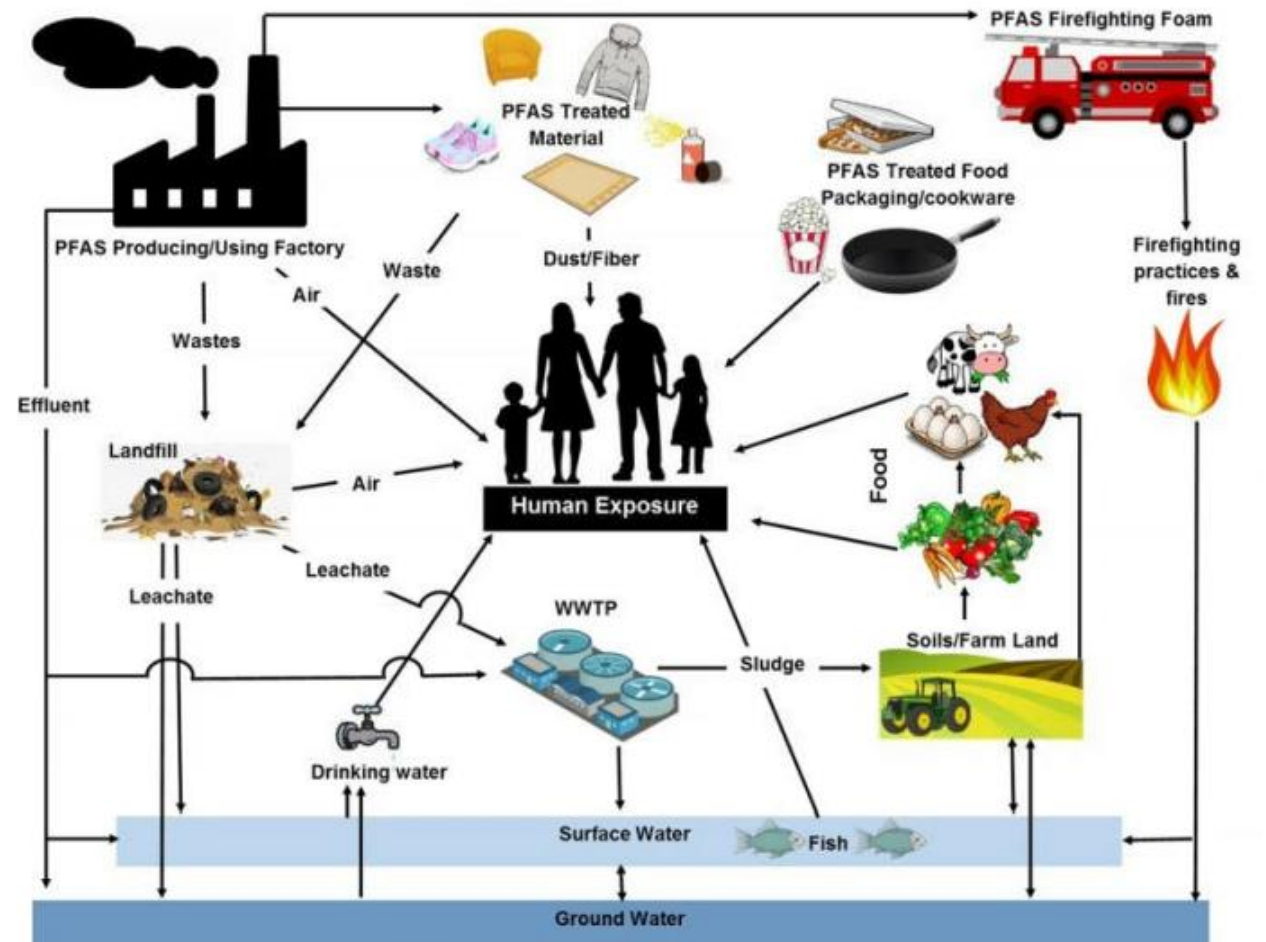 PFAS Firefighting Foam
PFAS Treated
Material
PFAS Treated Food
Packaging/cookware
PFAS Producing/Using Factory
Waste
Dust/Fiber
Firefighting
practices &
fires
Air
Wastes
Effluent
Landfill
Air
Food
Human Exposure
Leachate
Leachate
WWTP
Soils/Farm Land
Sludge
Drinking water
Surface Water
Fish
Ground Water